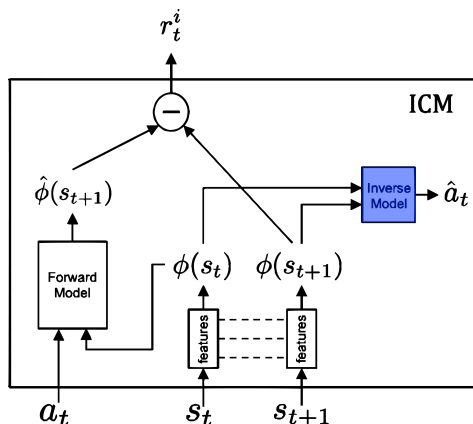 r_t^i
ICM
−
φ̂(s_{t+1})
Inverse
Model
â_t
Forward
Model
ϕ(s_t)
ϕ(s_{t+1})
features
features
a_t
s_t
s_{t+1}